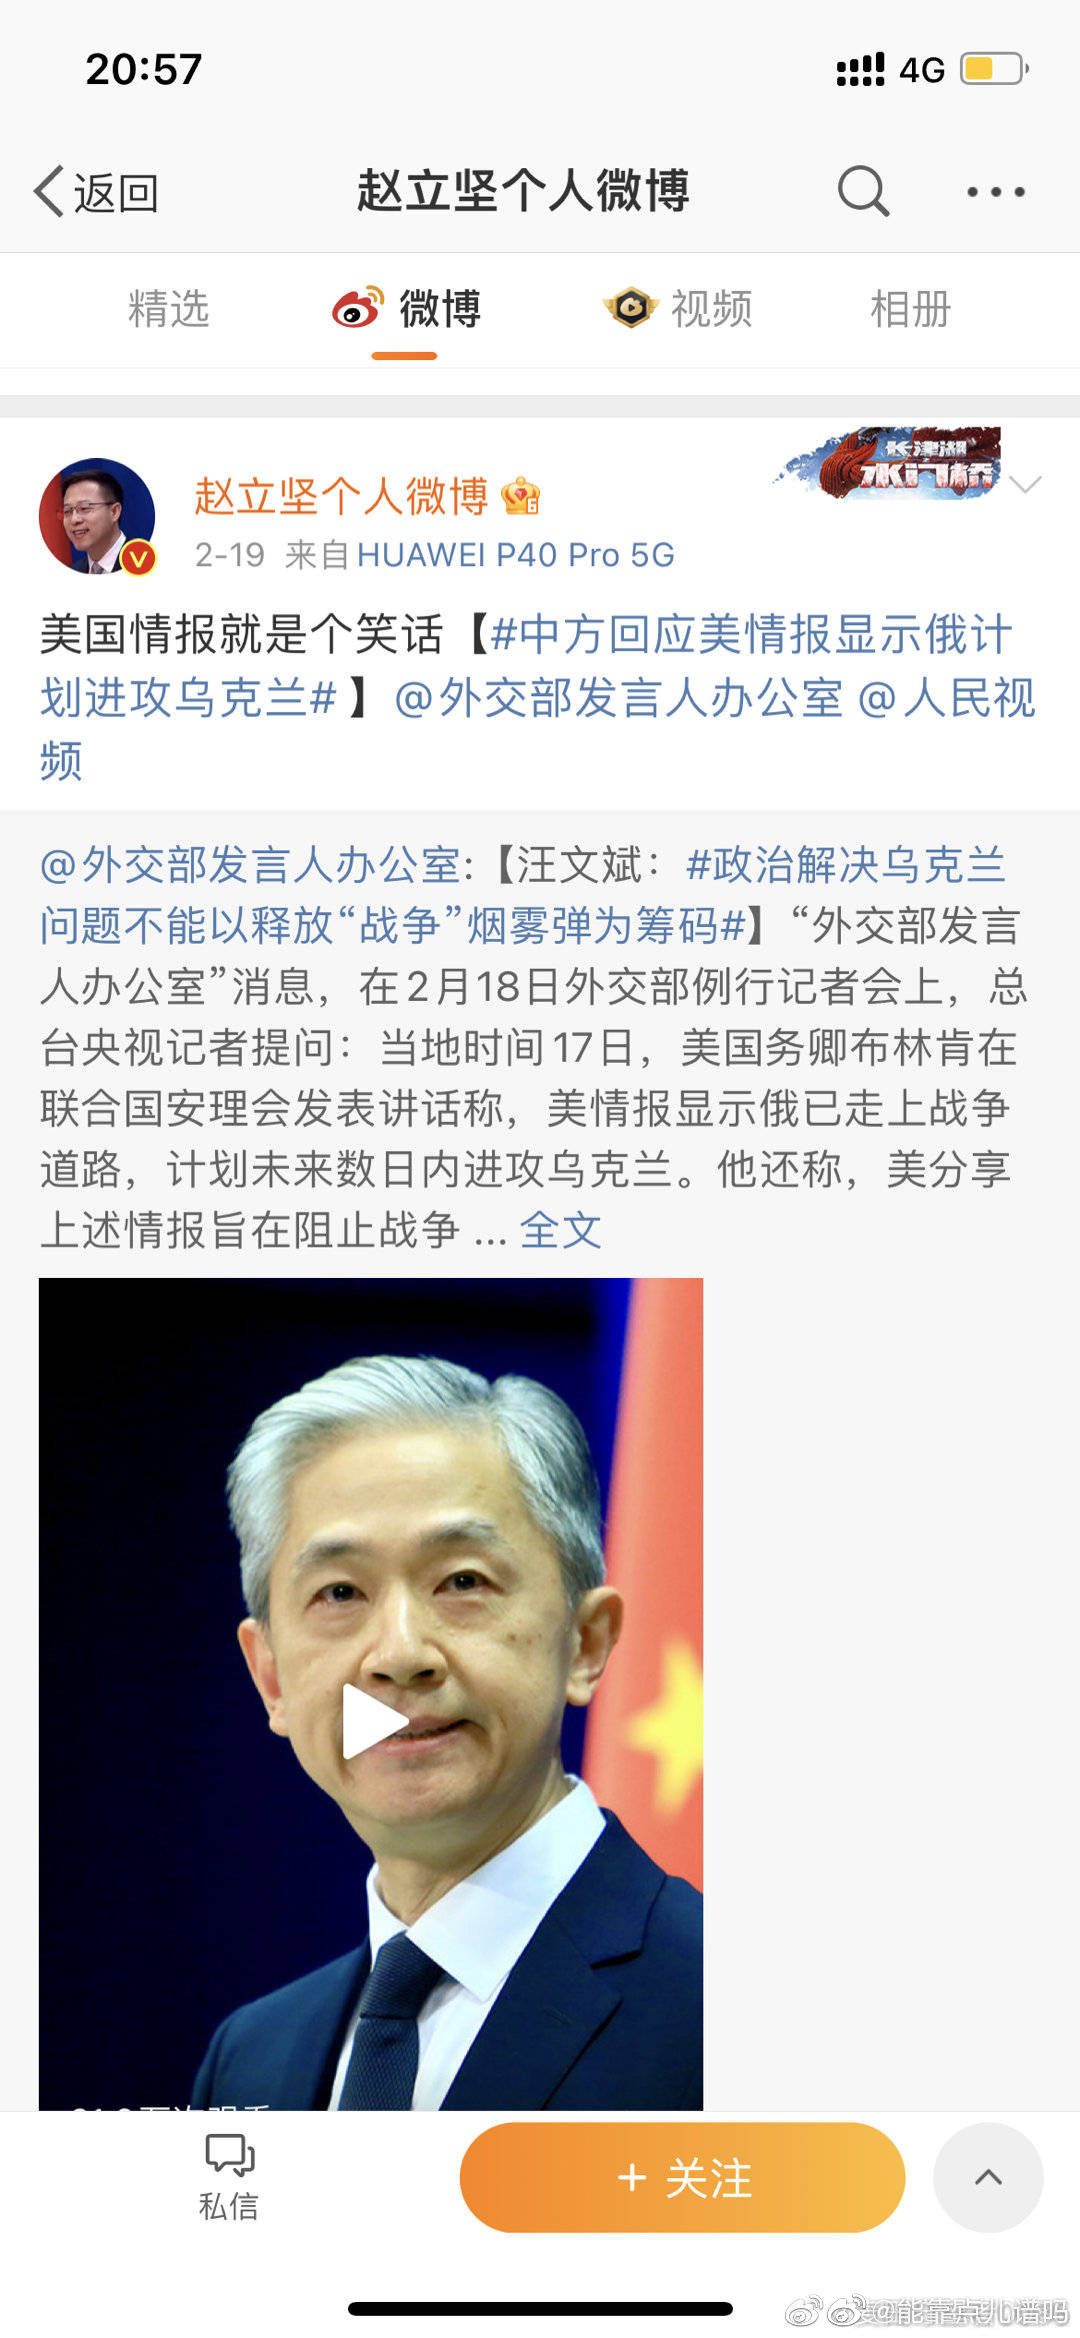 20:57
4G
返回
赵立坚个人微博
精选
微博
视频
相册
赵立坚个人微博
长津湖
水门桥
2-19 来自 HUAWEI P40 Pro 5G
美国情报就是个笑话【#中方回应美情报显示俄计
划进攻乌克兰#】@外交部发言人办公室 @人民视
频
@外交部发言人办公室:【汪文斌：#政治解决乌克兰
问题不能以释放“战争”烟雾弹为筹码#】“外交部发言
人办公室”消息，在2月18日外交部例行记者会上，总
台央视记者提问：当地时间17日，美国务卿布林肯在
联合国安理会发表讲话称，美情报显示俄已走上战争
道路，计划未来数日内进攻乌克兰。他还称，美分享
上述情报旨在阻止战争 ... 全文
私信
+ 关注
@能靠点儿谱吗